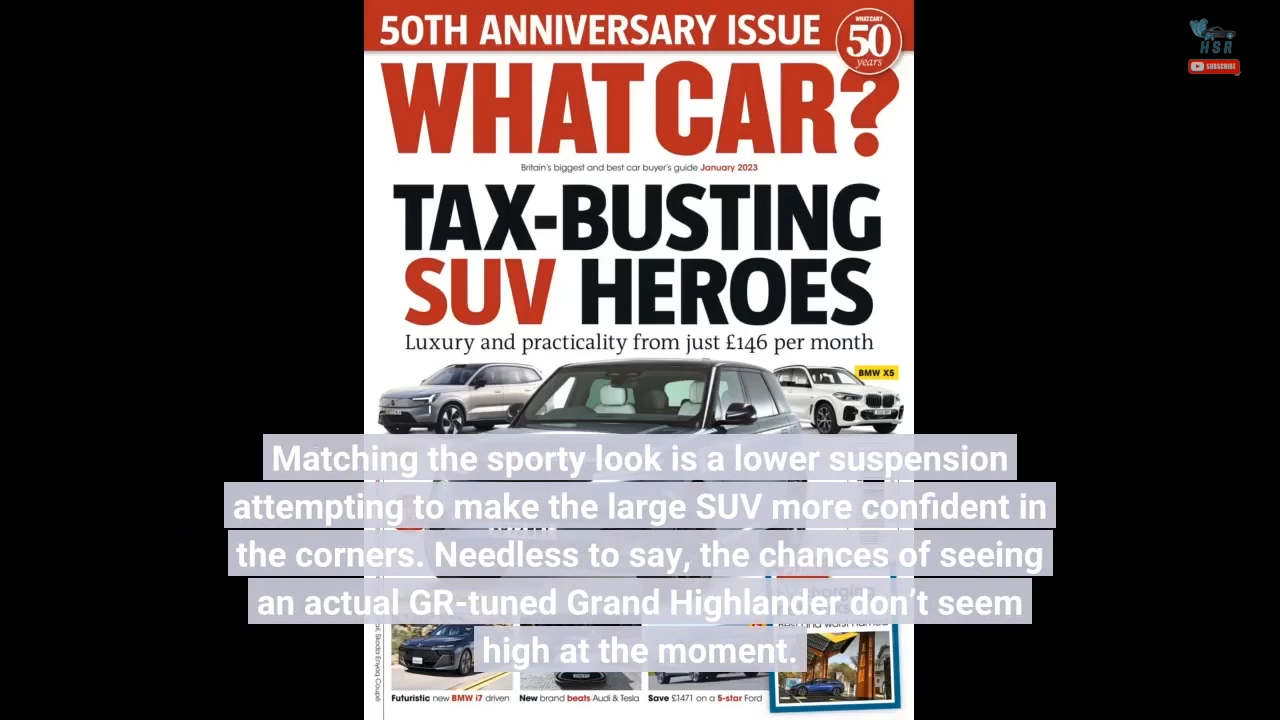 50TH ANNIVERSARY ISSUE
WHAT CAR?
50
years
HSR
SUBSCRIBE
WHAT CAR?
Britain's biggest and best car buyer's guide January 2023
TAX-BUSTING
SUV HEROES
Luxury and practicality from just £146 per month
BMW X5
Matching the sporty look is a lower suspension
attempting to make the large SUV more confident in
the corners. Needless to say, the chances of seeing
an actual GR-tuned Grand Highlander don’t seem
high at the moment.
Futuristic new BMW i7 driven
New brand beats Audi & Tesla
Save £1471 on a 5-star Ford